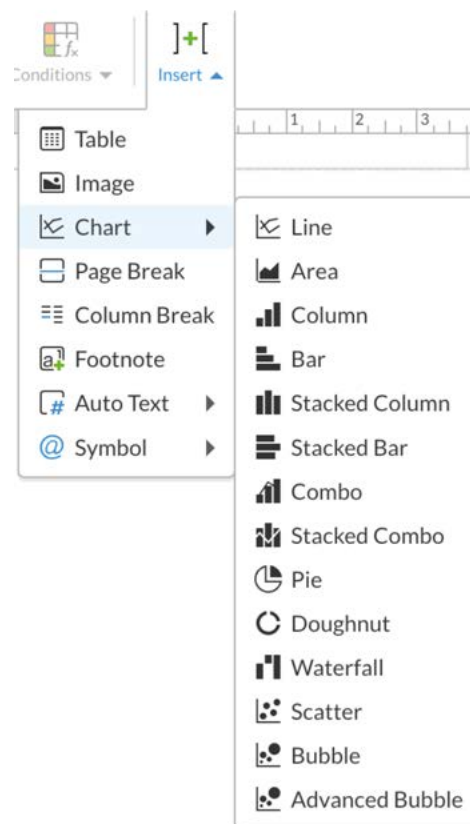 Conditions
Insert
1 2 3
Table
Image
Chart
Page Break
Column Break
Footnote
Auto Text
Symbol
Line
Area
Column
Bar
Stacked Column
Stacked Bar
Combo
Stacked Combo
Pie
Doughnut
Waterfall
Scatter
Bubble
Advanced Bubble